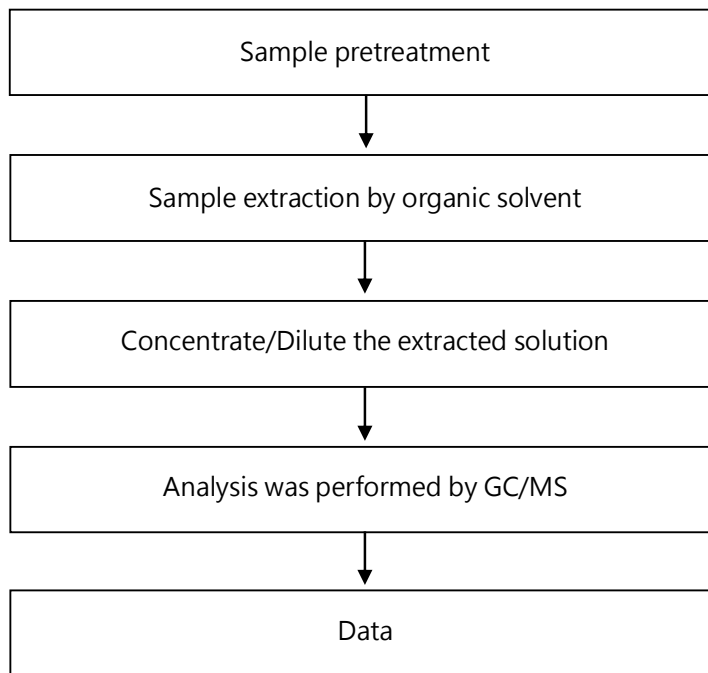 Sample pretreatment
Sample extraction by organic solvent
Concentrate/Dilute the extracted solution
Analysis was performed by GC/MS
Data